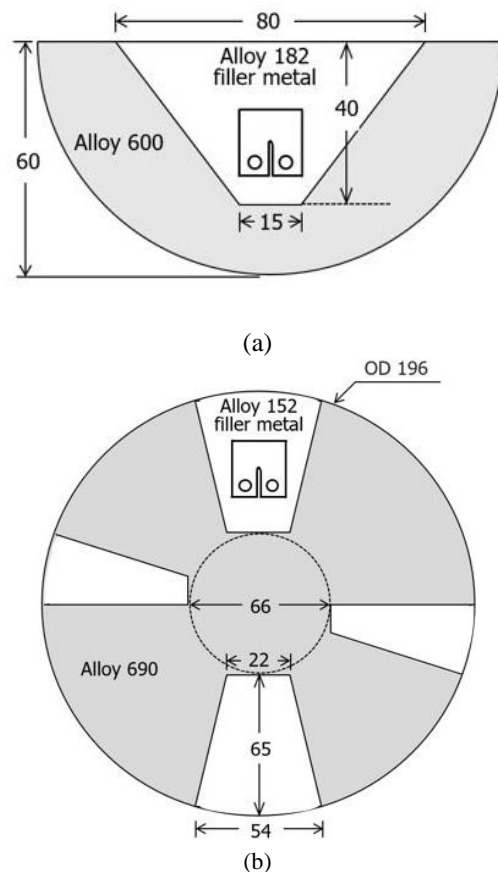 80
Alloy 182
filler metal
40
Alloy 600
60
15
(a)
OD 196
Alloy 152
filler metal
66
22
Alloy 690
65
54
(b)